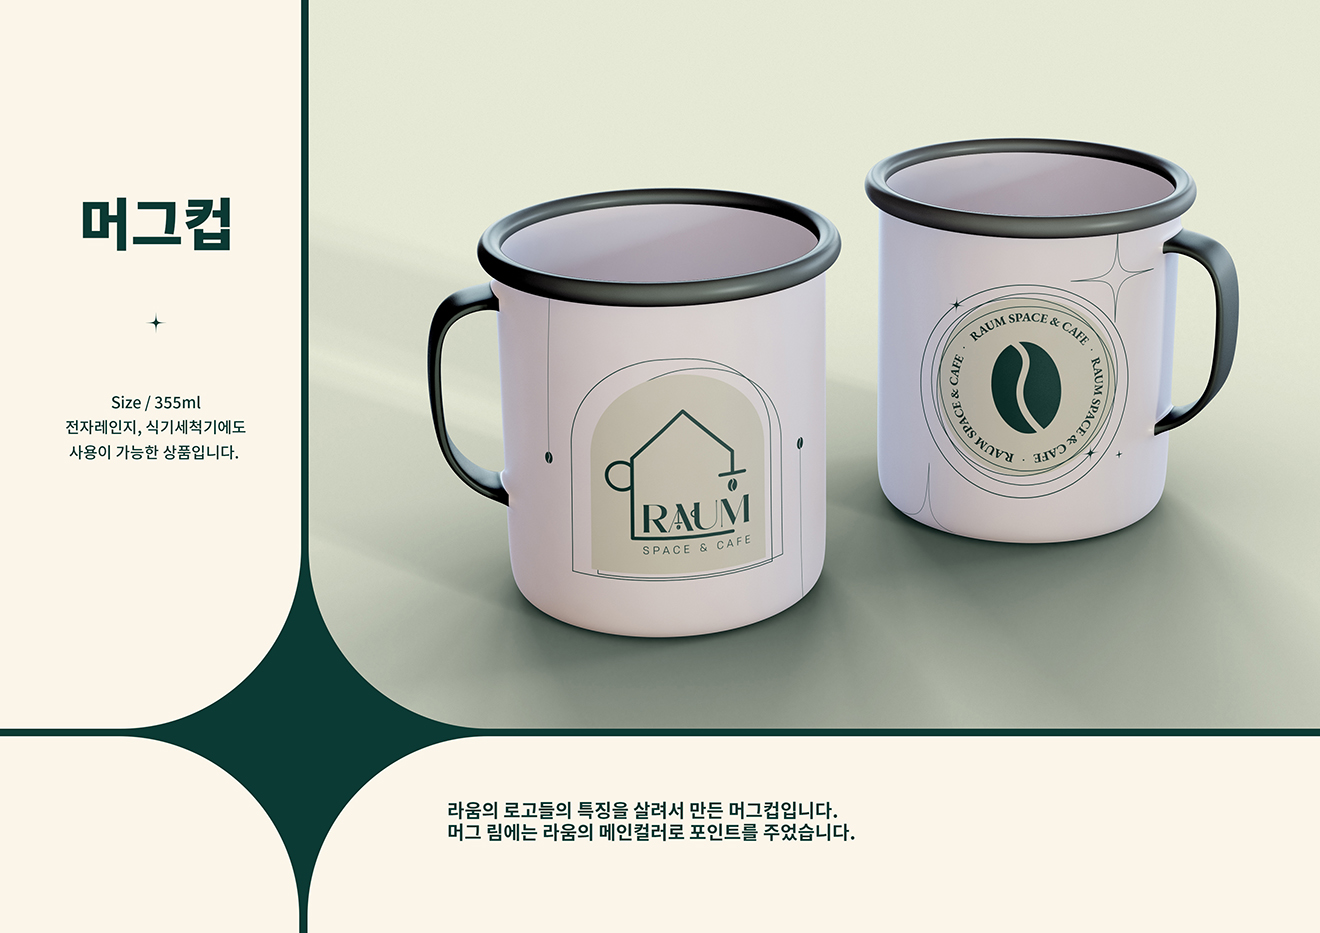 머그컵
Size / 355ml
전자레인지, 식기세척기에도
사용이 가능한 상품입니다.
RAUM
SPACE & CAFE
RAUM SPACE & CAFE · RAUM SPACE & CAFE · RAUM SPACE & CAFE ·
라움의 로고들의 특징을 살려서 만든 머그컵입니다.
머그 림에는 라움의 메인컬러로 포인트를 주었습니다.